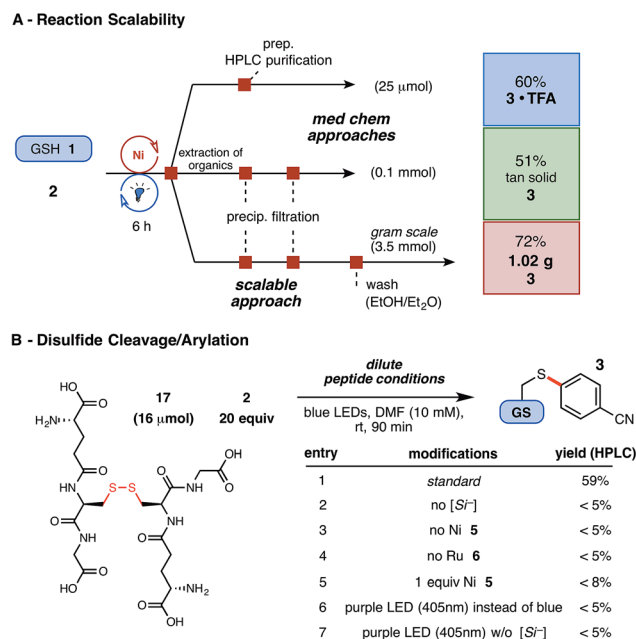 A - Reaction Scalability
prep.
HPLC purification
(25 μmol)
60%
3 • TFA
med chem
approaches
GSH 1
Ni
extraction of
organics
(0.1 mmol)
51%
tan solid
3
2
6 h
precip. filtration
gram scale
(3.5 mmol)
72%
1.02 g
3
scalable
approach
wash
(EtOH/Et2O)
B - Disulfide Cleavage/Arylation
17
(16 μmol)
2
20 equiv
dilute
peptide conditions
blue LEDs, DMF (10 mM),
rt, 90 min
3
S
GS
CN
HO
O
H2N
O
NH
S–S
O
NH
HO
O
OH
O
O
NH
NH
O
NH2
O
HO
entry modifications yield (HPLC)
1 standard 59%
2 no [Si–] < 5%
3 no Ni 5 < 5%
4 no Ru 6 < 5%
5 1 equiv Ni 5 < 8%
6 purple LED (405nm) instead of blue < 5%
7 purple LED (405nm) w/o [Si–] < 5%